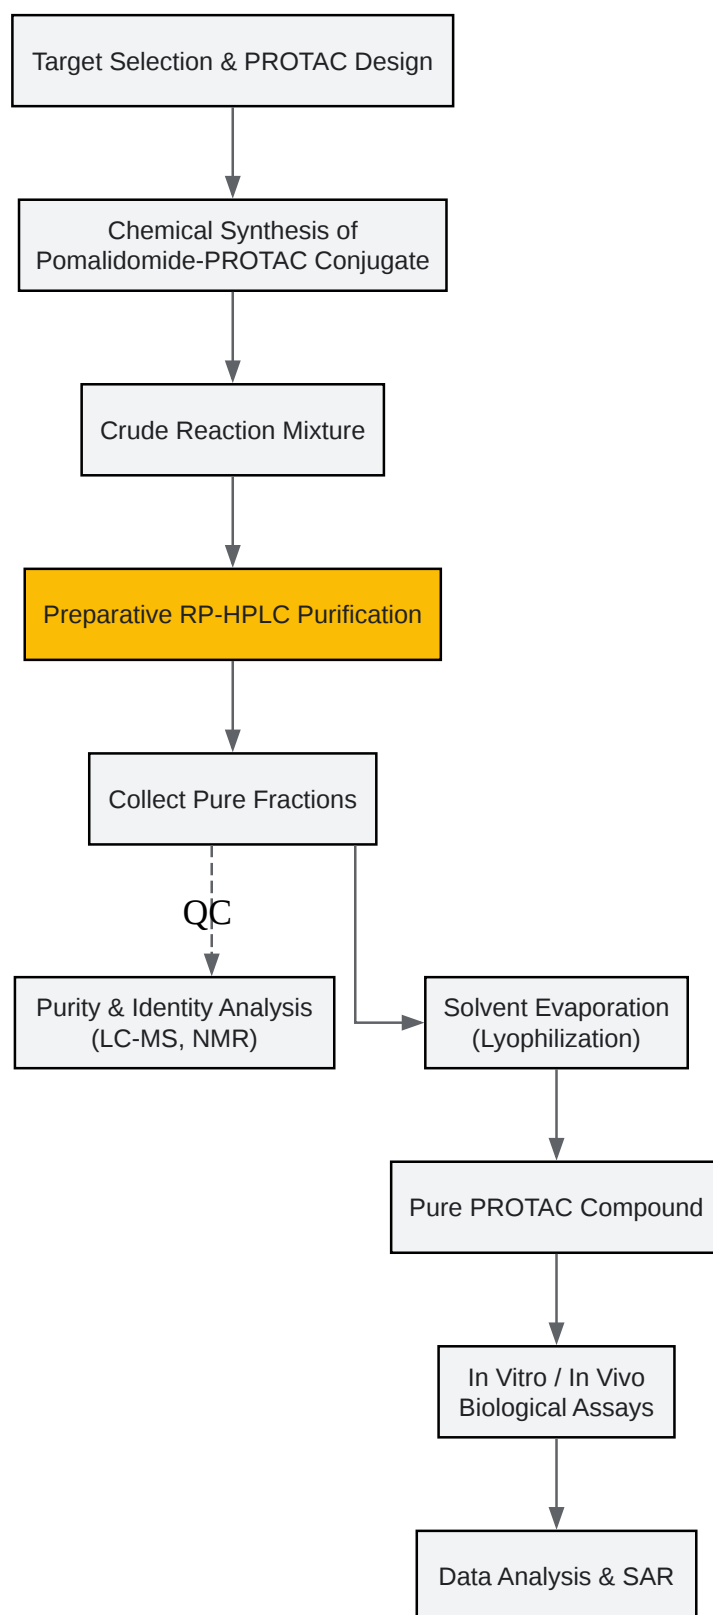 Target Selection & PROTAC Design
Chemical Synthesis of
Pomalidomide-PROTAC Conjugate
Crude Reaction Mixture
Preparative RP-HPLC Purification
Collect Pure Fractions
QC
Purity & Identity Analysis
(LC-MS, NMR)
Solvent Evaporation
(Lyophilization)
Pure PROTAC Compound
In Vitro / In Vivo
Biological Assays
Data Analysis & SAR